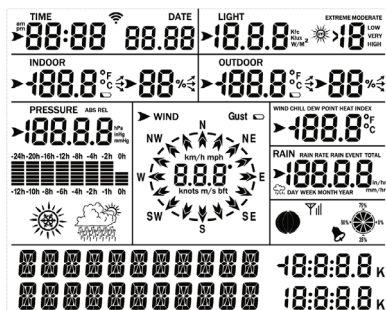 TIME DATE
am
pm
88:88 88.88
LIGHT
18.8.8
Kfc
Klux
W/M²
EXTREME MODERATE
LOW
VERY
HIGH
18
INDOOR
-188.8°F
°C
88%
OUTDOOR
-188.8°F
°C
88%
PRESSURE ABS REL
188.8.8
hPa
inHg
mmHg
-24h-20h-16h-12h -8h -4h -2h 0h
-12h-10h -8h -6h -4h -2h -1h 0h
WIND Gust
N
NW NE
W E
SW SE
S
km/h mph
8.8.8°
knots m/s bft
WIND CHILL DEW POINT HEAT INDEX
-188.8°F
°C
RAIN RAIN RATE RAIN EVENT TOTAL
188.8.8
in/hr
mm/hr
DAY WEEK MONTH YEAR
75%
50% 0%
25%
-18:8:8.8 K
18:8:8.8 K